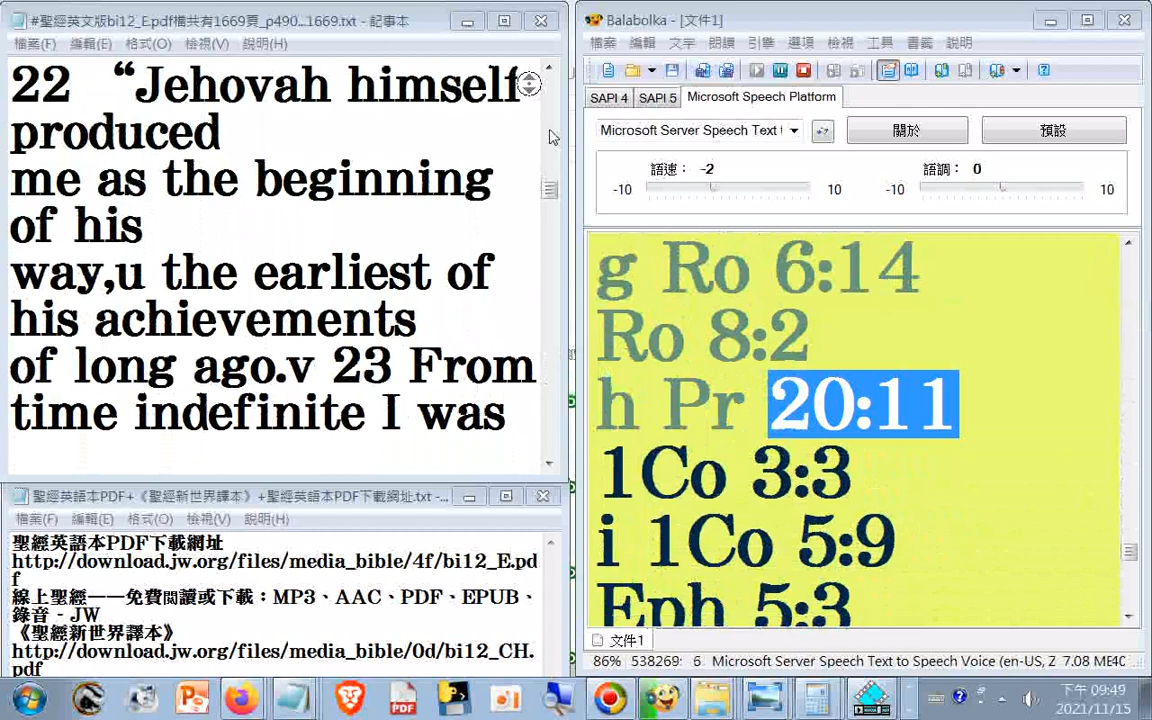 #聖經英文版bi12_E.pdf檔共有1669頁_p490...1669.txt - 記事本
檔案(F) 編輯(E) 格式(O) 檢視(V) 說明(H)
22 “Jehovah himself
produced
me as the beginning
of his
way,u the earliest of
his achievements
of long ago.v 23 From
time indefinite I was
聖經英語本PDF+《聖經新世界譯本》+聖經英語本PDF下載網址.txt -...
檔案(F) 編輯(E) 格式(O) 檢視(V) 說明(H)
聖經英語本PDF下載網址
http://download.jw.org/files/media_bible/4f/bi12_E.pd
f
線上聖經——免費閱讀或下載：MP3、AAC、PDF、EPUB、
錄音 - JW
《聖經新世界譯本》
http://download.jw.org/files/media_bible/0d/bi12_CH.
pdf
Balabolka - [文件1]
檔案 編輯 文字 朗讀 引擎 選項 檢視 工具 書籤 說明
SAPI 4 SAPI 5 Microsoft Speech Platform
Microsoft Server Speech Text 關於 預設
語速： -2 語調： 0
-10 10 -10 10
g Ro 6:14
Ro 8:2
h Pr 20:11
1Co 3:3
i 1Co 5:9
Eph 5:3
文件1
86% 538269: 6 Microsoft Server Speech Text to Speech Voice (en-US, Z 7.08 ME
PDF
下午 09:49
2021/11/15